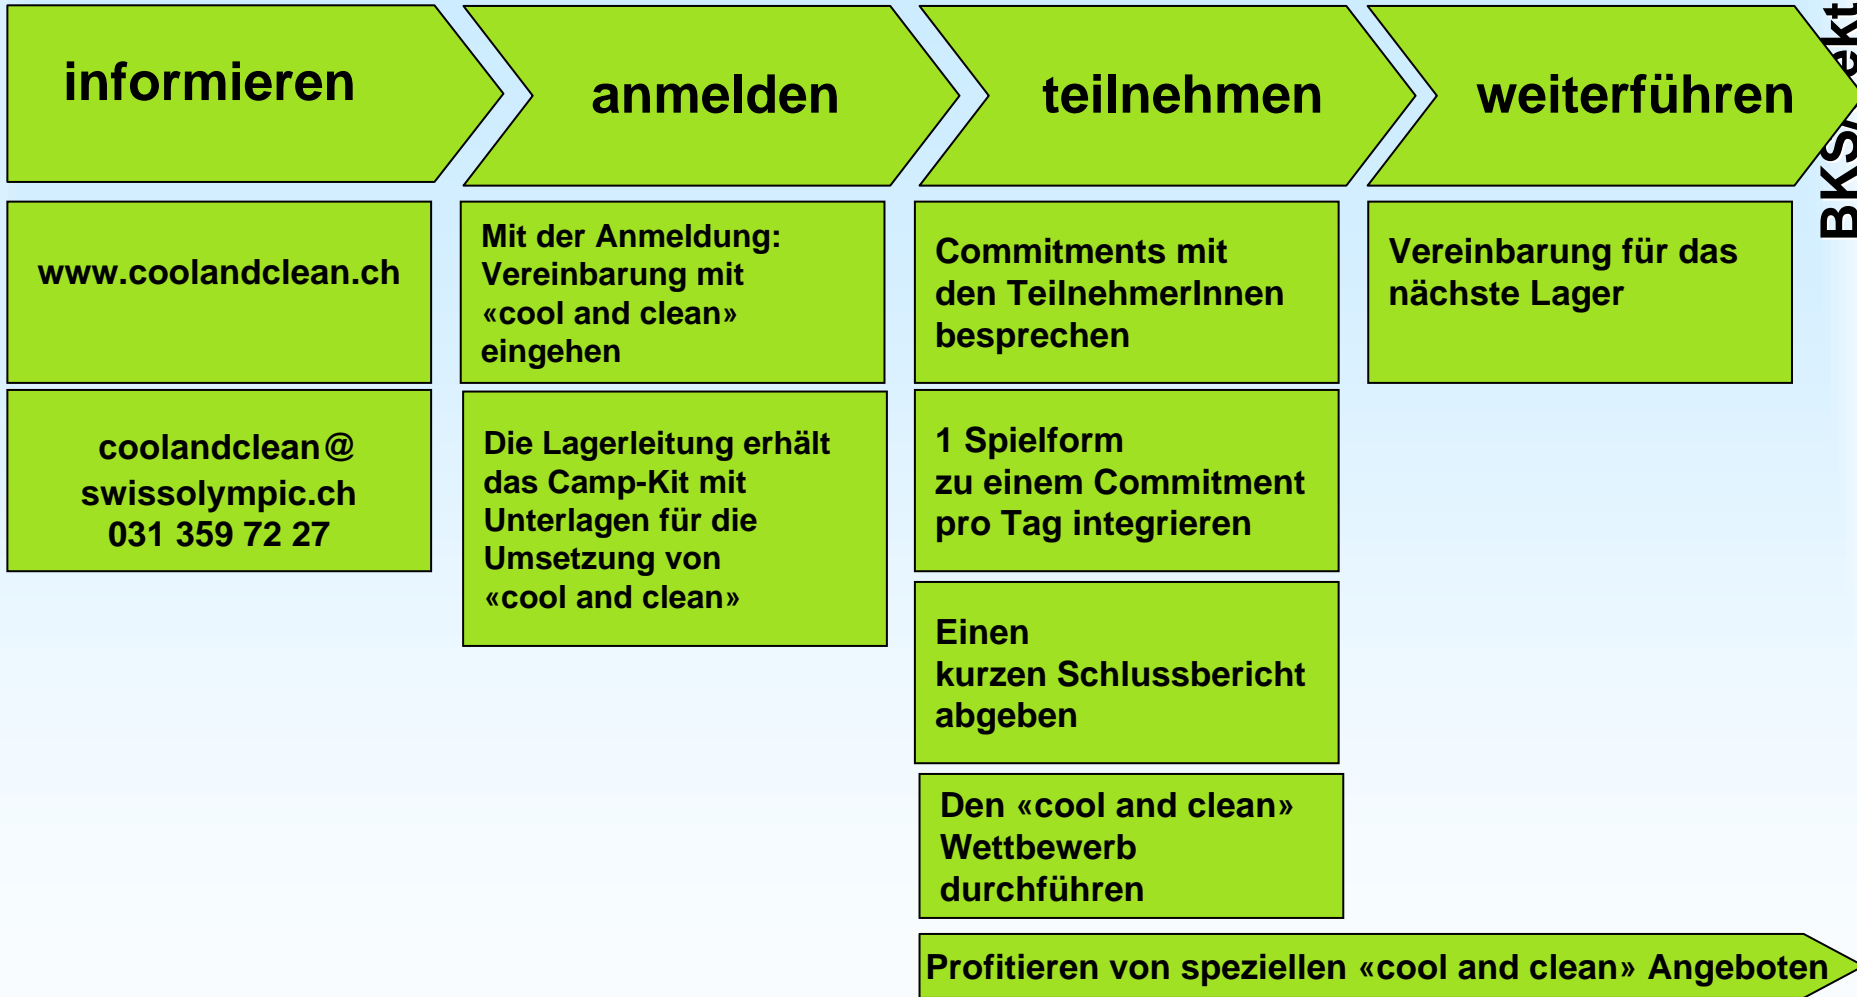 informieren
anmelden
teilnehmen
weiterführen
www.coolandclean.ch
coolandclean@
swissolympic.ch
031 359 72 27
Mit der Anmeldung:
Vereinbarung mit
«cool and clean»
eingehen
Die Lagerleitung erhält
das Camp-Kit mit
Unterlagen für die
Umsetzung von
«cool and clean»
Commitments mit
den TeilnehmerInnen
besprechen
1 Spielform
zu einem Commitment
pro Tag integrieren
Einen
kurzen Schlussbericht
abgeben
Den «cool and clean»
Wettbewerb
durchführen
Vereinbarung für das
nächste Lager
Profitieren von speziellen «cool and clean» Angeboten